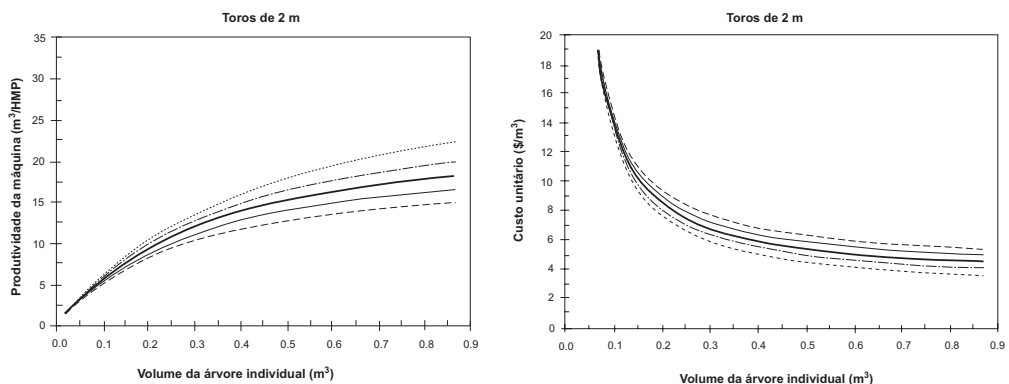 Toros de 2 m
Produtividade da máquina (m³/HMP)
35
30
25
20
15
10
5
0
0.0 0.1 0.2 0.3 0.4 0.5 0.6 0.7 0.8 0.9
Volume da árvore individual (m³)
Toros de 2 m
Custo unitário ($/m³)
20
18
16
14
12
10
8
6
4
2
0
0.0 0.1 0.2 0.3 0.4 0.5 0.6 0.7 0.8 0.9
Volume da árvore individual (m³)